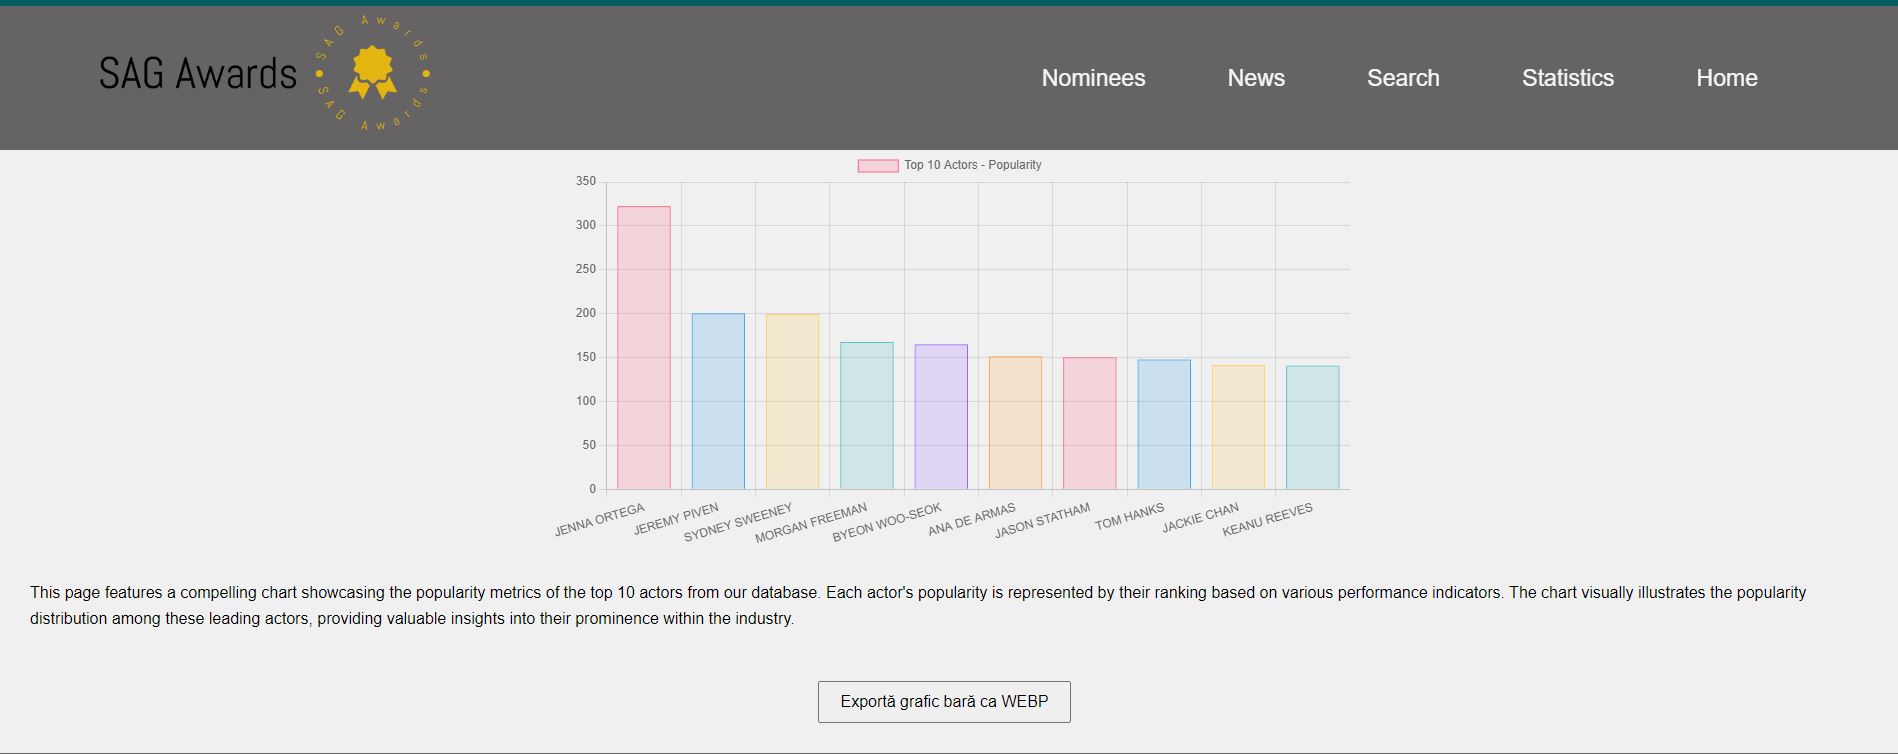 SAG Awards
SAG Awards
SAG Awards
Nominees
News
Search
Statistics
Home
Top 10 Actors - Popularity
350
300
250
200
150
100
50
0
JENNA ORTEGA
JEREMY PIVEN
SYDNEY SWEENEY
MORGAN FREEMAN
BYEON WOO-SEOK
ANA DE ARMAS
JASON STATHAM
TOM HANKS
JACKIE CHAN
KEANU REEVES
This page features a compelling chart showcasing the popularity metrics of the top 10 actors from our database. Each actor's popularity is represented by their ranking based on various performance indicators. The chart visually illustrates the popularity
distribution among these leading actors, providing valuable insights into their prominence within the industry.
Exportă grafic bară ca WEBP